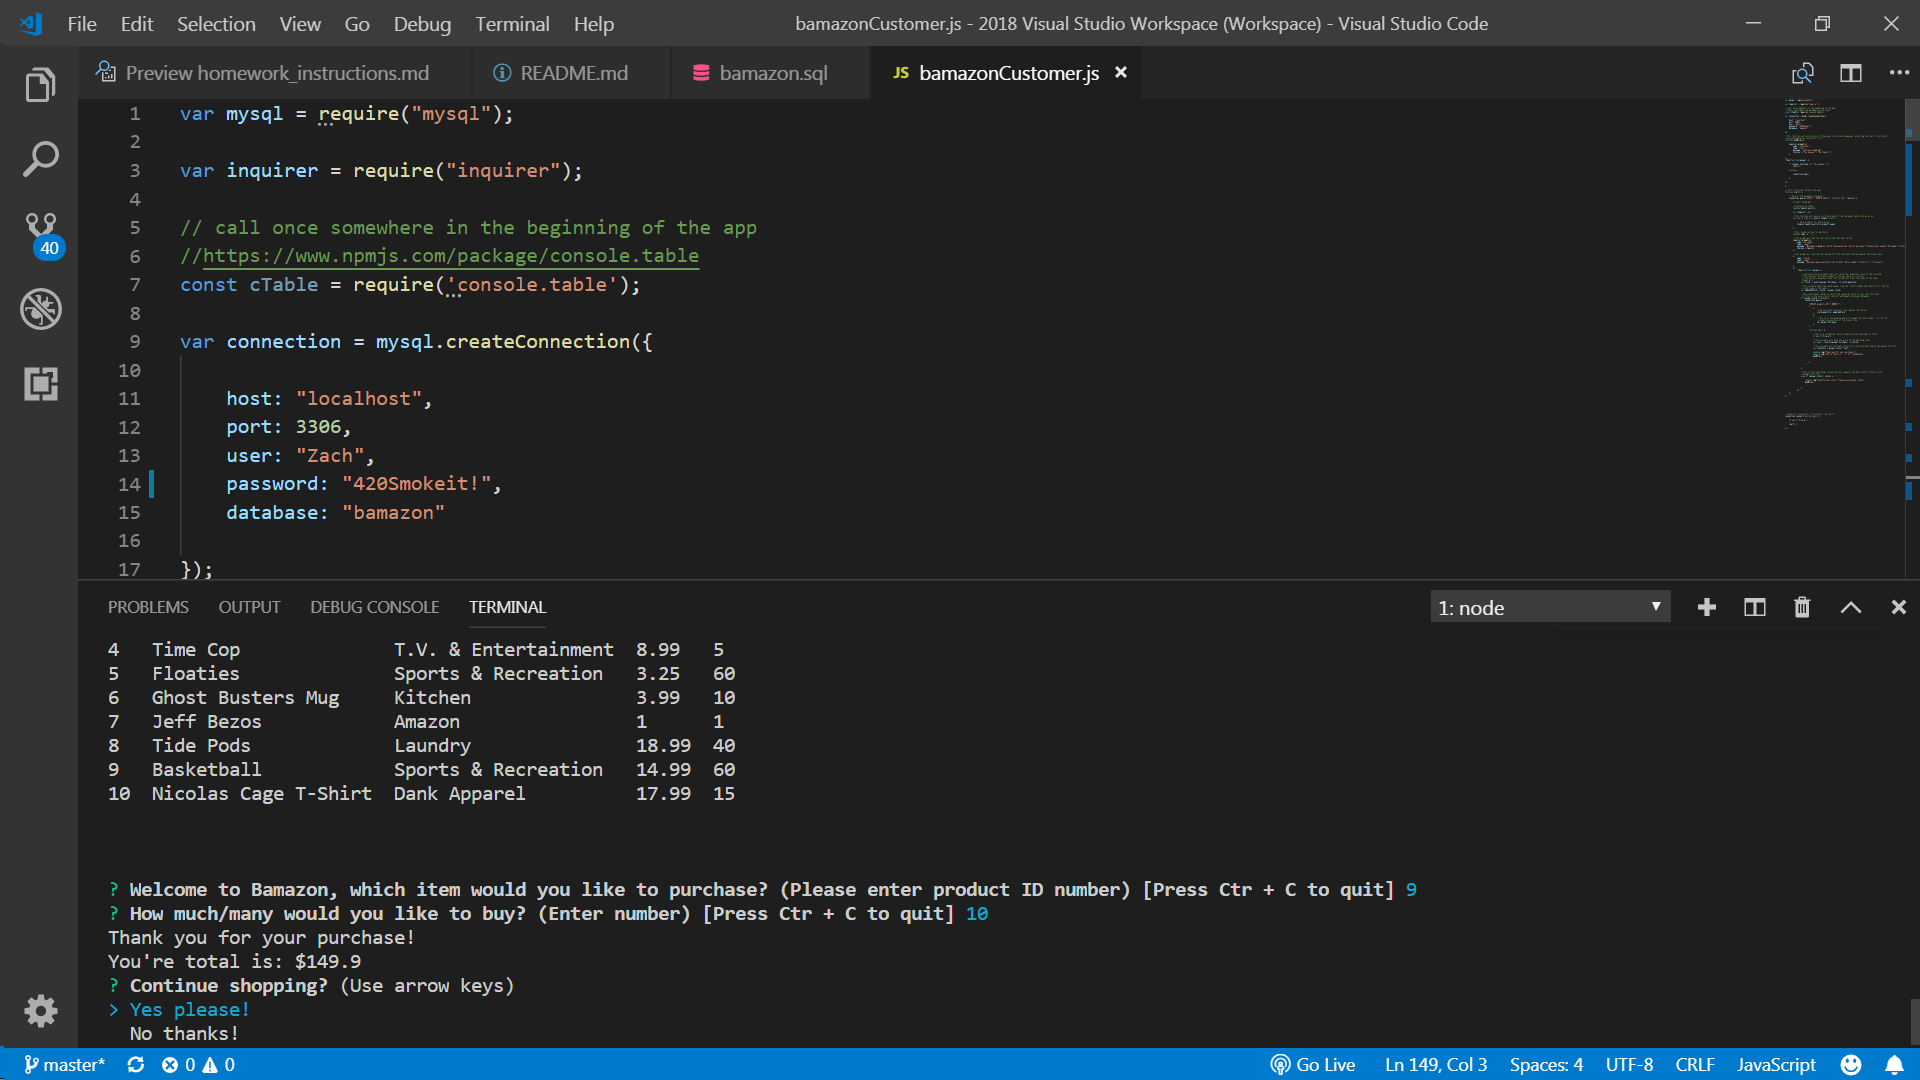 File Edit Selection View Go Debug Terminal Help bamazonCustomer.js - 2018 Visual Studio Workspace (Workspace) - Visual Studio Code
Preview homework_instructions.md README.md bamazon.sql JS bamazonCustomer.js
40
1 var mysql = require("mysql");
2
3 var inquirer = require("inquirer");
4
5 // call once somewhere in the beginning of the app
6 //https://www.npmjs.com/package/console.table
7 const cTable = require('console.table');
8
9 var connection = mysql.createConnection({
10
11 host: "localhost",
12 port: 3306,
13 user: "Zach",
14 password: "420Smokeit!",
15 database: "bamazon"
16
17 });
PROBLEMS OUTPUT DEBUG CONSOLE TERMINAL 1: node
4 Time Cop T.V. & Entertainment 8.99 5
5 Floaties Sports & Recreation 3.25 60
6 Ghost Busters Mug Kitchen 3.99 10
7 Jeff Bezos Amazon 1 1
8 Tide Pods Laundry 18.99 40
9 Basketball Sports & Recreation 14.99 60
10 Nicolas Cage T-Shirt Dank Apparel 17.99 15
? Welcome to Bamazon, which item would you like to purchase? (Please enter product ID number) [Press Ctr + C to quit] 9
? How much/many would you like to buy? (Enter number) [Press Ctr + C to quit] 10
Thank you for your purchase!
You're total is: $149.9
? Continue shopping? (Use arrow keys)
> Yes please!
No thanks!
master* 0 0 Go Live Ln 149, Col 3 Spaces: 4 UTF-8 CRLF JavaScript